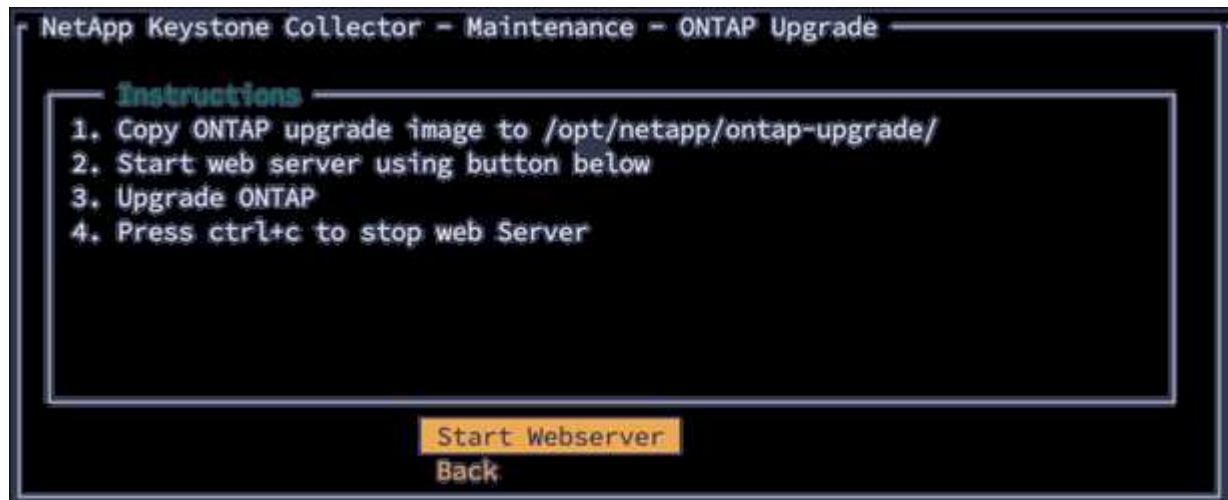 NetApp Keystone Collector - Maintenance - ONTAP Upgrade
Instructions
1. Copy ONTAP upgrade image to /opt/netapp/ontap-upgrade/
2. Start web server using button below
3. Upgrade ONTAP
4. Press ctrl+c to stop web Server
Start Webserver
Back